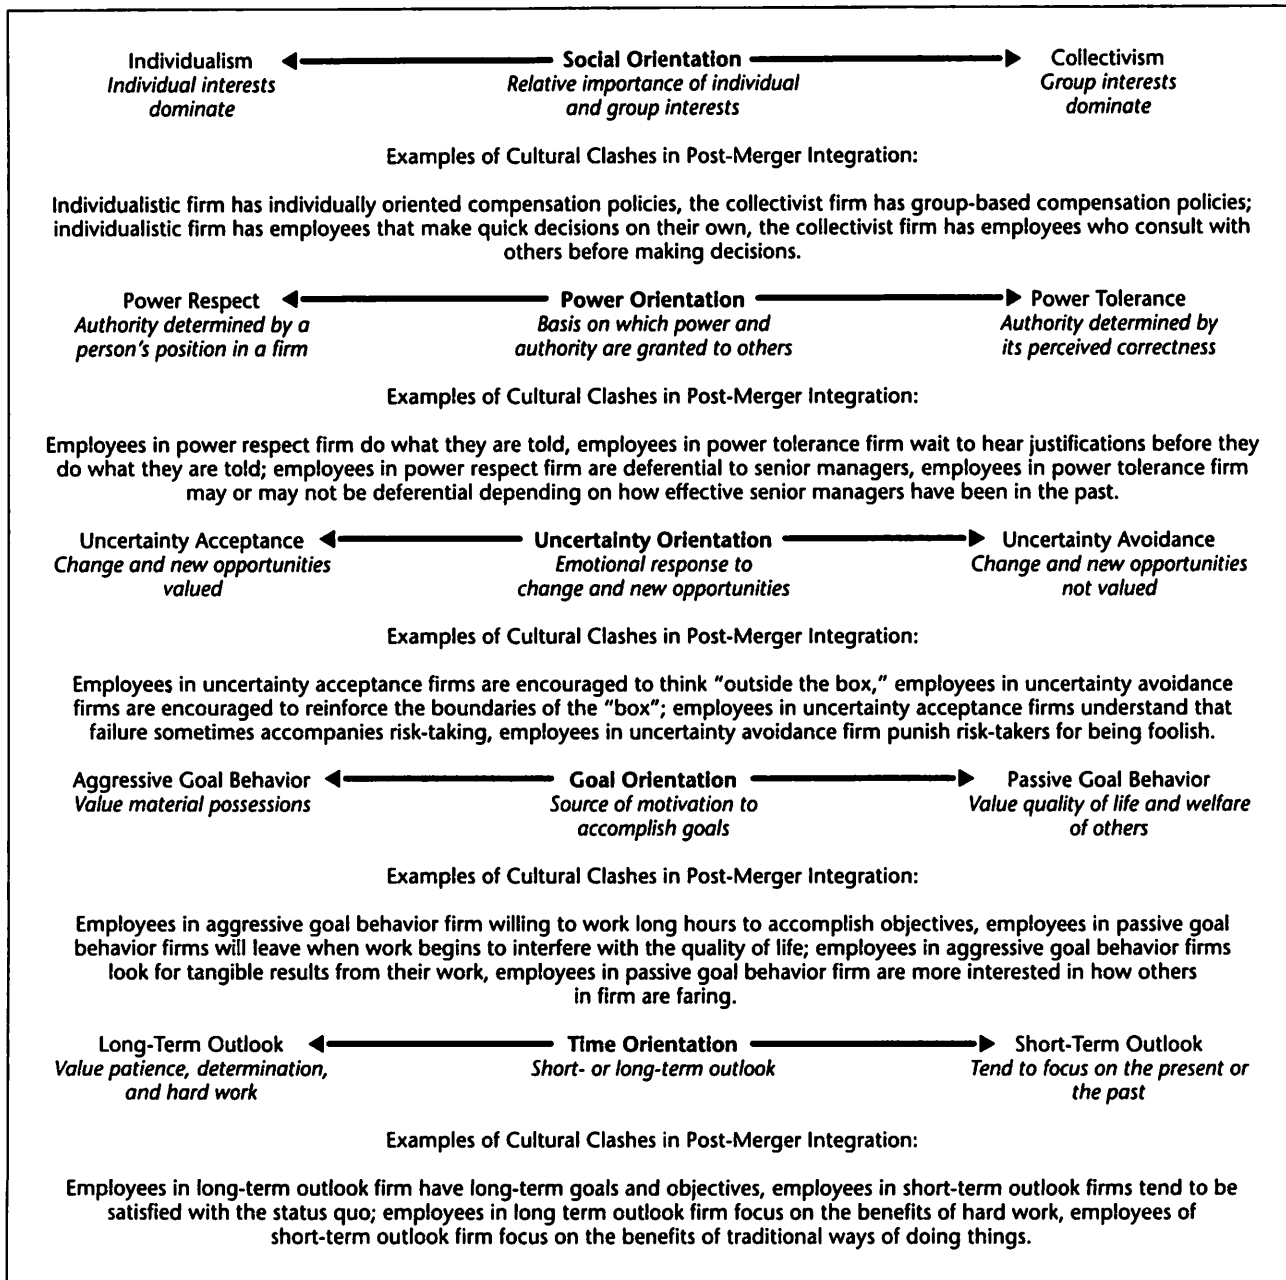 Individualism Social Orientation Collectivism
Individual interests Relative importance of individual Group interests
dominate and group interests dominate
Examples of Cultural Clashes in Post-Merger Integration:
Individualistic firm has individually oriented compensation policies, the collectivist firm has group-based compensation policies;
individualistic firm has employees that make quick decisions on their own, the collectivist firm has employees who consult with
others before making decisions.
Power Respect Power Orientation Power Tolerance
Authority determined by a Basis on which power and Authority determined by
person's position in a firm authority are granted to others its perceived correctness
Examples of Cultural Clashes in Post-Merger Integration:
Employees in power respect firm do what they are told, employees in power tolerance firm wait to hear justifications before they
do what they are told; employees in power respect firm are deferential to senior managers, employees in power tolerance firm
may or may not be deferential depending on how effective senior managers have been in the past.
Uncertainty Acceptance Uncertainty Orientation Uncertainty Avoidance
Change and new opportunities Emotional response to Change and new opportunities
valued change and new opportunities not valued
Examples of Cultural Clashes in Post-Merger Integration:
Employees in uncertainty acceptance firms are encouraged to think "outside the box," employees in uncertainty avoidance
firms are encouraged to reinforce the boundaries of the "box"; employees in uncertainty acceptance firms understand that
failure sometimes accompanies risk-taking, employees in uncertainty avoidance firm punish risk-takers for being foolish.
Aggressive Goal Behavior Goal Orientation Passive Goal Behavior
Value material possessions Source of motivation to Value quality of life and welfare
accomplish goals of others
Examples of Cultural Clashes in Post-Merger Integration:
Employees in aggressive goal behavior firm willing to work long hours to accomplish objectives, employees in passive goal
behavior firms will leave when work begins to interfere with the quality of life; employees in aggressive goal behavior firms
look for tangible results from their work, employees in passive goal behavior firm are more interested in how others
in firm are faring.
Long-Term Outlook Time Orientation Short-Term Outlook
Value patience, determination, Short- or long-term outlook Tend to focus on the present or
and hard work the past
Examples of Cultural Clashes in Post-Merger Integration:
Employees in long-term outlook firm have long-term goals and objectives, employees in short-term outlook firms tend to be
satisfied with the status quo; employees in long term outlook firm focus on the benefits of hard work, employees of
short-term outlook firm focus on the benefits of traditional ways of doing things.